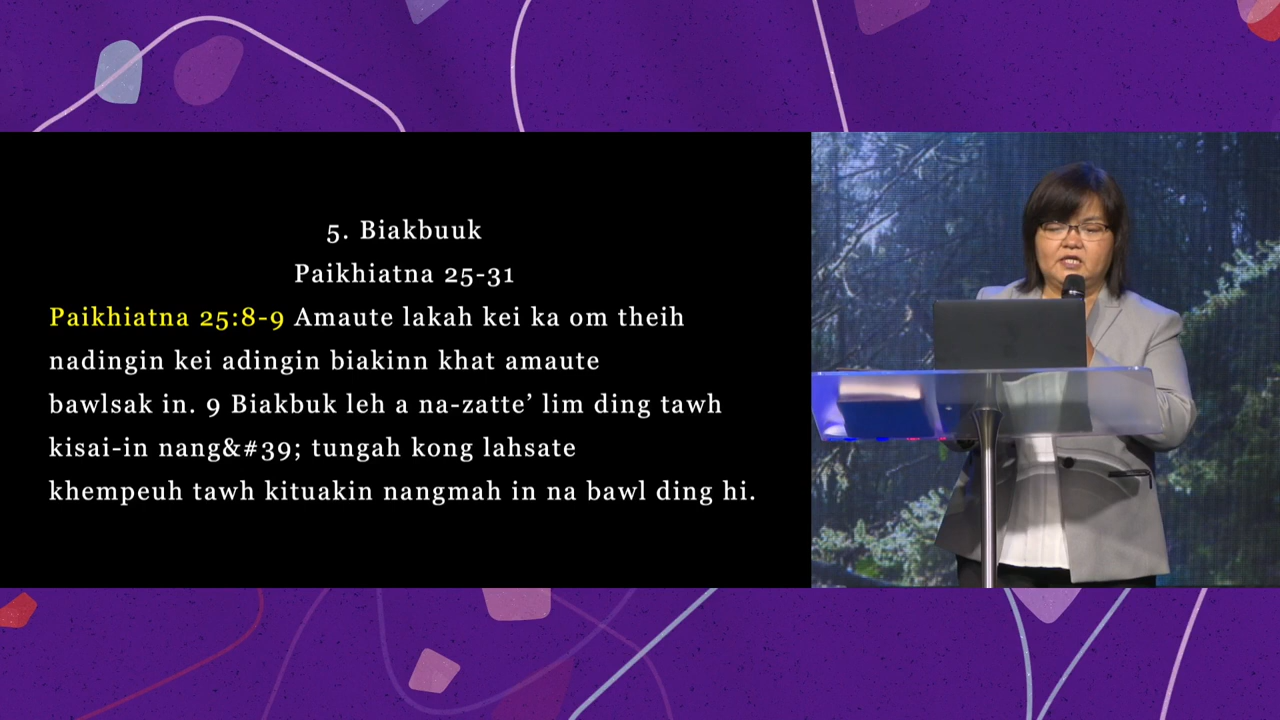 5. Biakbuuk
Paikhiatna 25-31
Paikhiatna 25:8-9 Amaute lakah kei ka om theih
nadingin kei adingin biakinn khat amaute
bawlsak in. 9 Biakbuk leh a na-zatte’ lim ding tawh
kisai-in nang&#39; tungah kong lahsate
khempeuh tawh kituakin nangmah in na bawl ding hi.